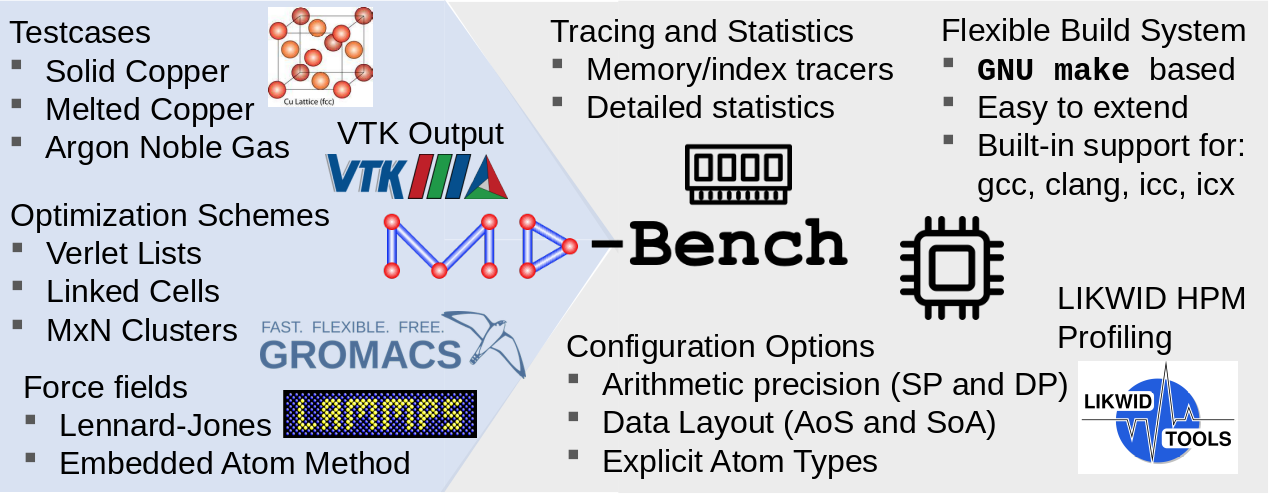 Testcases
Solid Copper
Melted Copper
Argon Noble Gas
Cu Lattice (fcc)
VTK Output
VTK
Optimization Schemes
Verlet Lists
Linked Cells
MxN Clusters
FAST. FLEXIBLE. FREE.
GROMACS
Force fields
Lennard-Jones
Embedded Atom Method
LAMMPS
MD-Bench
Tracing and Statistics
Memory/index tracers
Detailed statistics
Flexible Build System
GNU make based
Easy to extend
Built-in support for:
gcc, clang, icc, icx
Configuration Options
Arithmetic precision (SP and DP)
Data Layout (AoS and SoA)
Explicit Atom Types
LIKWID HPM
Profiling
LIKWID
TOOLS